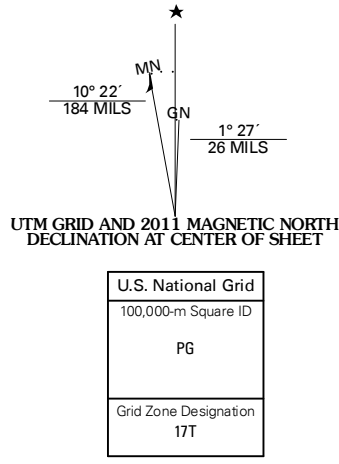 ★
MN
10° 22´
184 MILS
GN
1° 27´
26 MILS
UTM GRID AND 2011 MAGNETIC NORTH
DECLINATION AT CENTER OF SHEET
U.S. National Grid
100,000-m Square ID
PG
Grid Zone Designation
17T